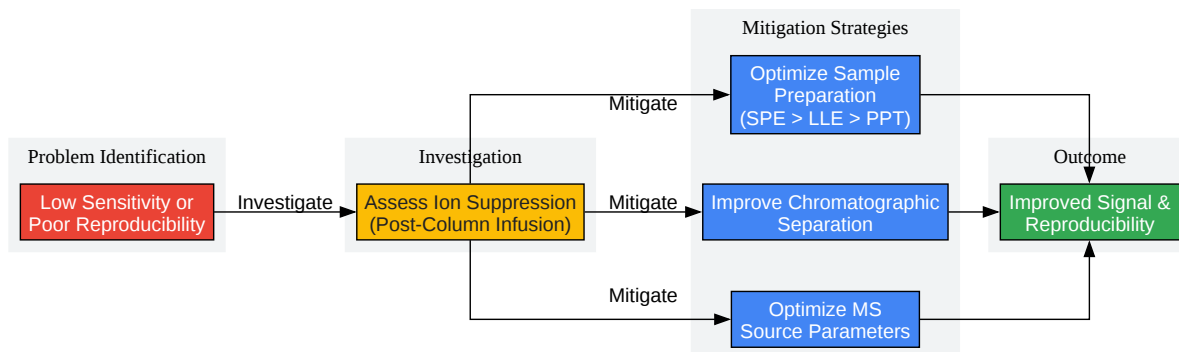 Mitigation Strategies
Optimize Sample
Preparation
(SPE > LLE > PPT)
Mitigate
Problem Identification
Investigation
Outcome
Low Sensitivity or
Poor Reproducibility
Investigate
Assess Ion Suppression
(Post-Column Infusion)
Mitigate
Improve Chromatographic
Separation
Improved Signal &
Reproducibility
Mitigate
Optimize MS
Source Parameters